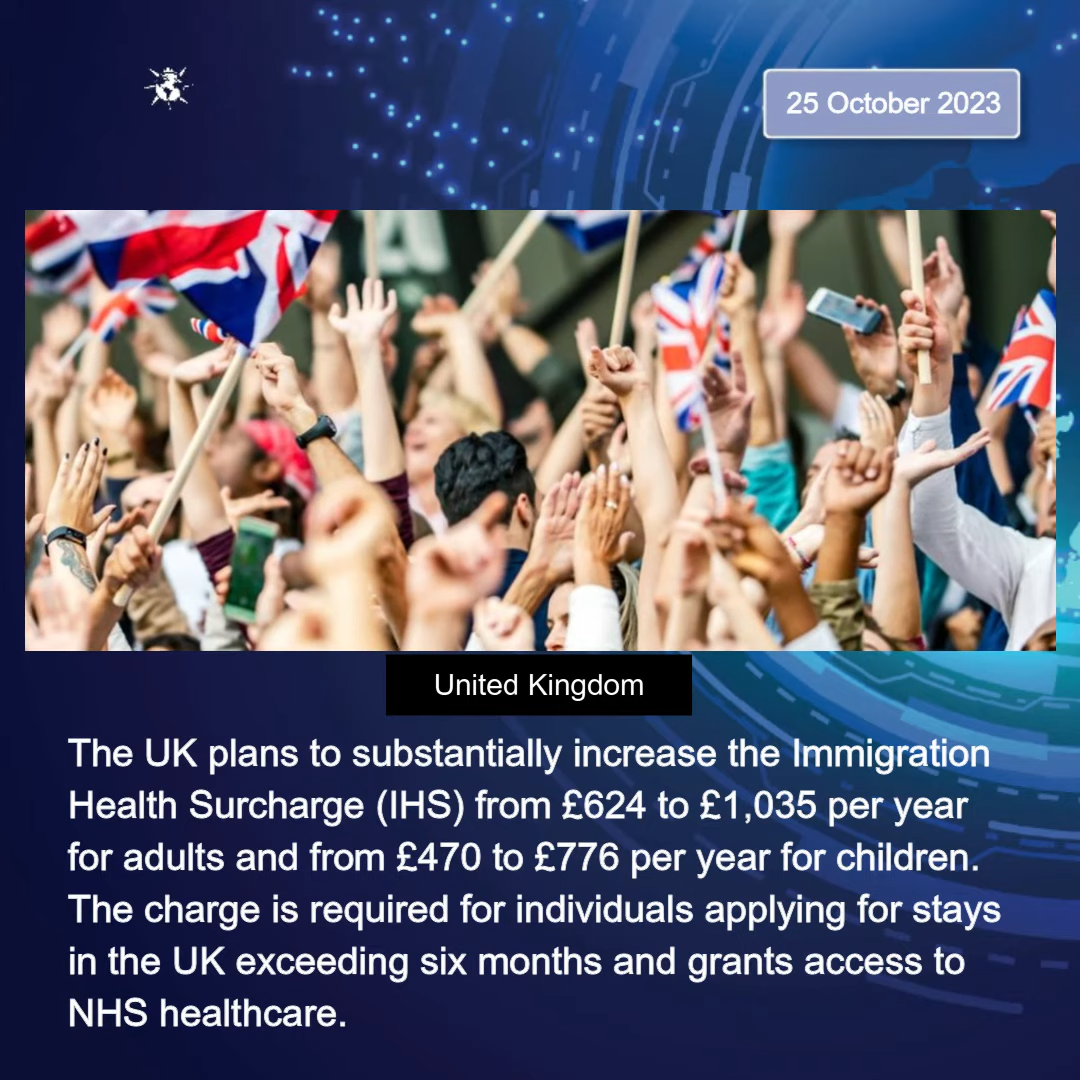 25 October 2023
United Kingdom
The UK plans to substantially increase the Immigration
Health Surcharge (IHS) from £624 to £1,035 per year
for adults and from £470 to £776 per year for children.
The charge is required for individuals applying for stays
in the UK exceeding six months and grants access to
NHS healthcare.